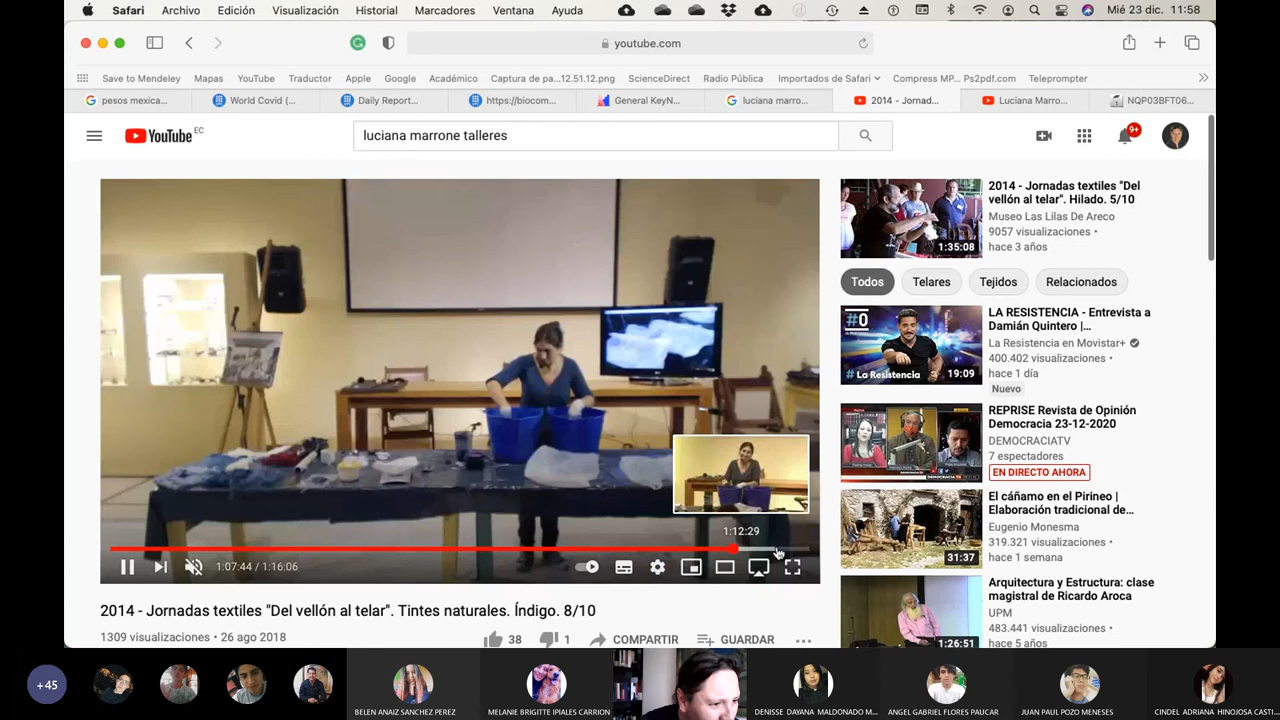 Safari Archivo Edición Visualización Historial Marcadores Ventana Ayuda Mié 23 dic. 11:58
youtube.com
Save to Mendeley Mapas YouTube Traductor Apple Google Académico Captura de pa...12.51.12.png ScienceDirect Radio Pública Importados de Safari Compress MP... Ps2pdf.com Teleprompter
pesos mexica... World Covid (... Daily Report... https://biocom... General KeyN... luciana marro... 2014 - Jornad... Luciana Marro... NQP03BFT06...
YouTube EC
luciana marrone talleres
9+
1:12:29
1:07:44 / 1:16:06
2014 - Jornadas textiles "Del vellón al telar". Tintes naturales. Índigo. 8/10
1309 visualizaciones • 26 ago 2018
38 1 COMPARTIR GUARDAR
1:35:08
2014 - Jornadas textiles "Del
vellón al telar". Hilado. 5/10
Museo Las Lilas De Areco
9057 visualizaciones •
hace 3 años
Todos Telares Tejidos Relacionados
#0
# La Resistencia
19:09
LA RESISTENCIA - Entrevista a
Damián Quintero |...
La Resistencia en Movistar+
400.402 visualizaciones •
hace 1 día
Nuevo
REPRISE Revista de Opinión
Democracia 23-12-2020
DEMOCRACIATV
7 espectadores
EN DIRECTO AHORA
31:37
El cáñamo en el Pirineo |
Elaboración tradicional de...
Eugenio Monesma
319.321 visualizaciones •
hace 1 semana
1:26:51
Arquitectura y Estructura: clase
magistral de Ricardo Aroca
UPM
483.441 visualizaciones •
hace 5 años
+45
BELEN ANAIZ SANCHEZ PEREZ
MELANIE BRIGITTE IPIALES CARRION
DENISSE DAYANA MALDONADO M...
ANGEL GABRIEL FLORES PAUCAR
JUAN PAUL POZO MENESES
CINDEL ADRIANA HINOJOSA CASTI...